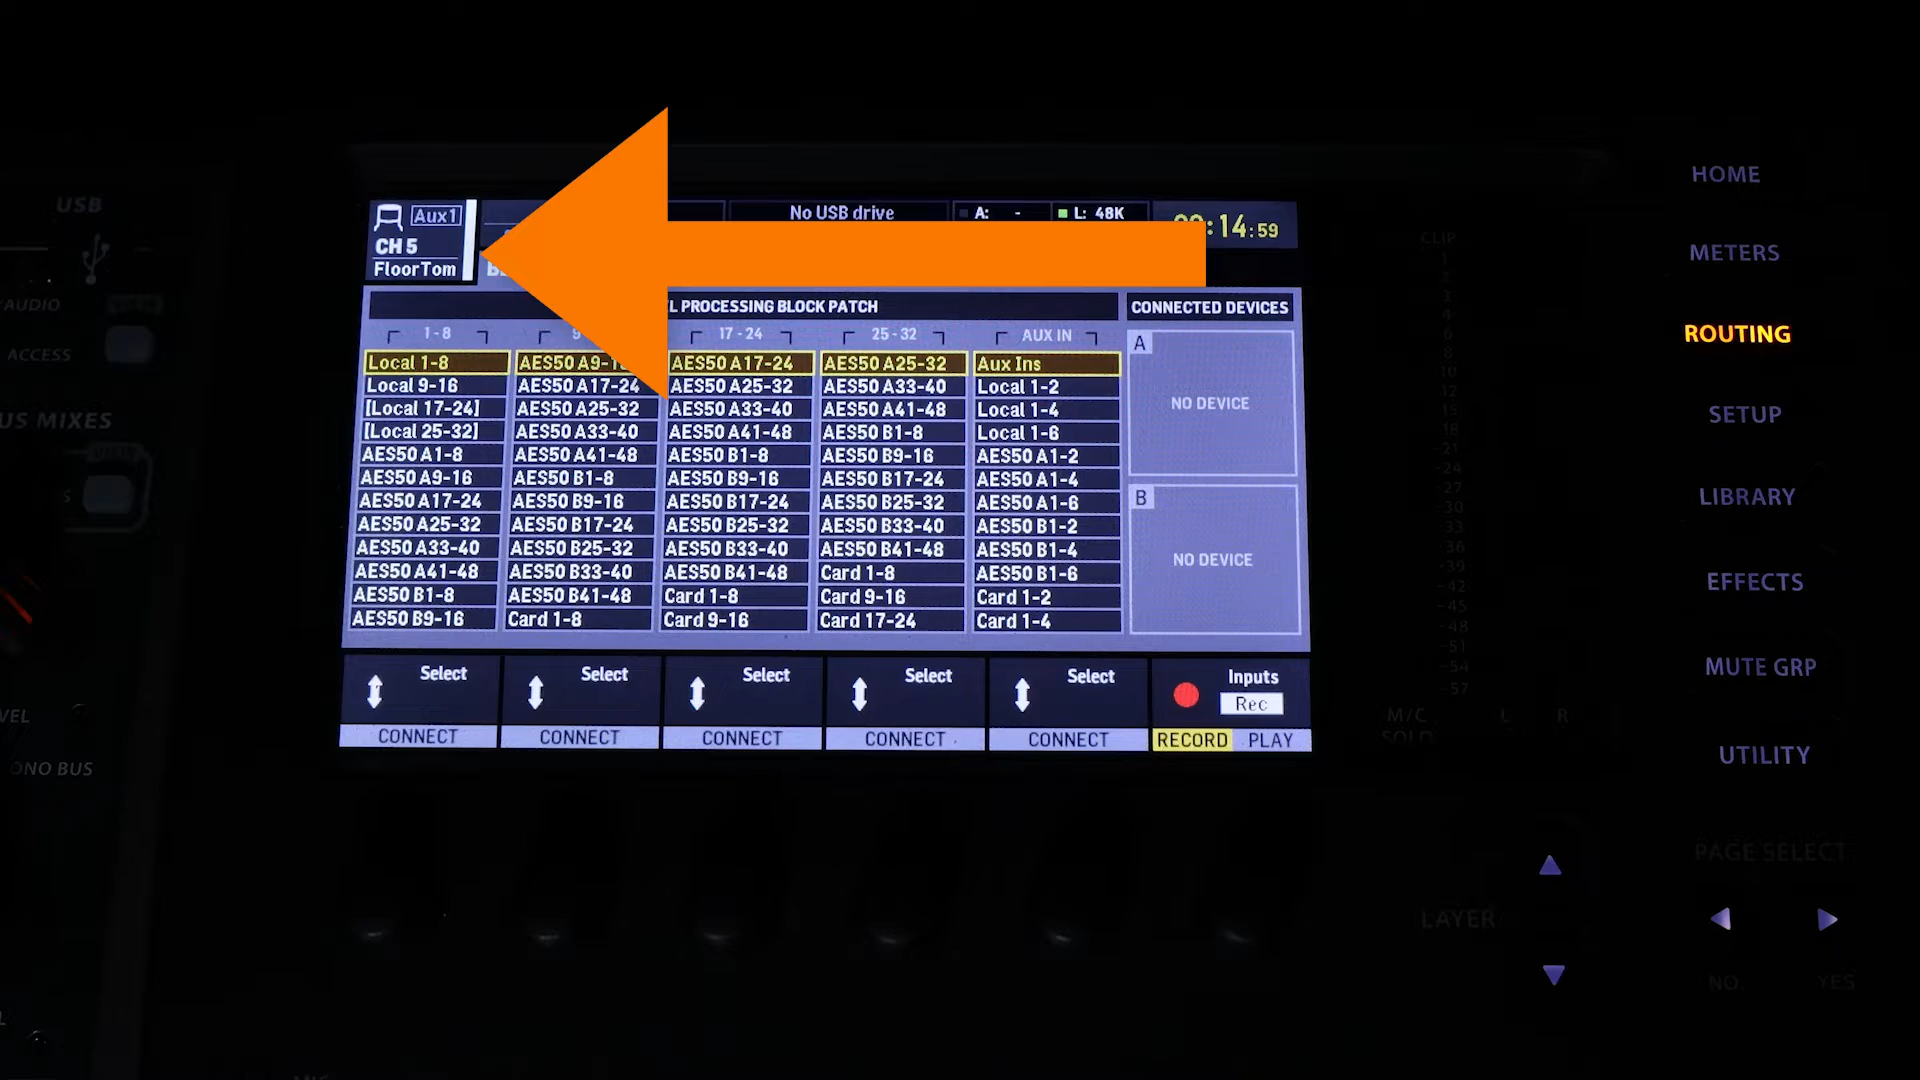 USB
AUDIO
ACCESS
US MIXES
VEL
ONO BUS
Aux1
CH 5
FloorTom
No USB drive
A: -
L: 48K
:14:59
L PROCESSING BLOCK PATCH
CONNECTED DEVICES
1-8
17-24
25-32
AUX IN
Local 1-8
Local 9-16
[Local 17-24]
[Local 25-32]
AES50 A1-8
AES50 A9-16
AES50 A17-24
AES50 A25-32
AES50 A33-40
AES50 A41-48
AES50 B1-8
AES50 B9-16
AES50 A9-1
AES50 A17-24
AES50 A25-32
AES50 A33-40
AES50 A41-48
AES50 B1-8
AES50 B9-16
AES50 B17-24
AES50 B25-32
AES50 B33-40
AES50 B41-48
Card 1-8
AES50 A17-24
AES50 A25-32
AES50 A33-40
AES50 A41-48
AES50 B1-8
AES50 B9-16
AES50 B17-24
AES50 B25-32
AES50 B33-40
AES50 B41-48
Card 1-8
Card 9-16
AES50 A25-32
AES50 A33-40
AES50 A41-48
AES50 B1-8
AES50 B9-16
AES50 B17-24
AES50 B25-32
AES50 B33-40
AES50 B41-48
Card 1-8
Card 9-16
Card 17-24
Aux Ins
Local 1-2
Local 1-4
Local 1-6
AES50 A1-2
AES50 A1-4
AES50 A1-6
AES50 B1-2
AES50 B1-4
AES50 B1-6
Card 1-2
Card 1-4
A
NO DEVICE
B
NO DEVICE
Select
Select
Select
Select
Select
Inputs
Rec
CONNECT
CONNECT
CONNECT
CONNECT
CONNECT
RECORD
PLAY
CLIP
M/C
L
R
SOLO
HOME
METERS
ROUTING
SETUP
LIBRARY
EFFECTS
MUTE GRP
UTILITY
PAGE SELECT
LAYER
NO
YES